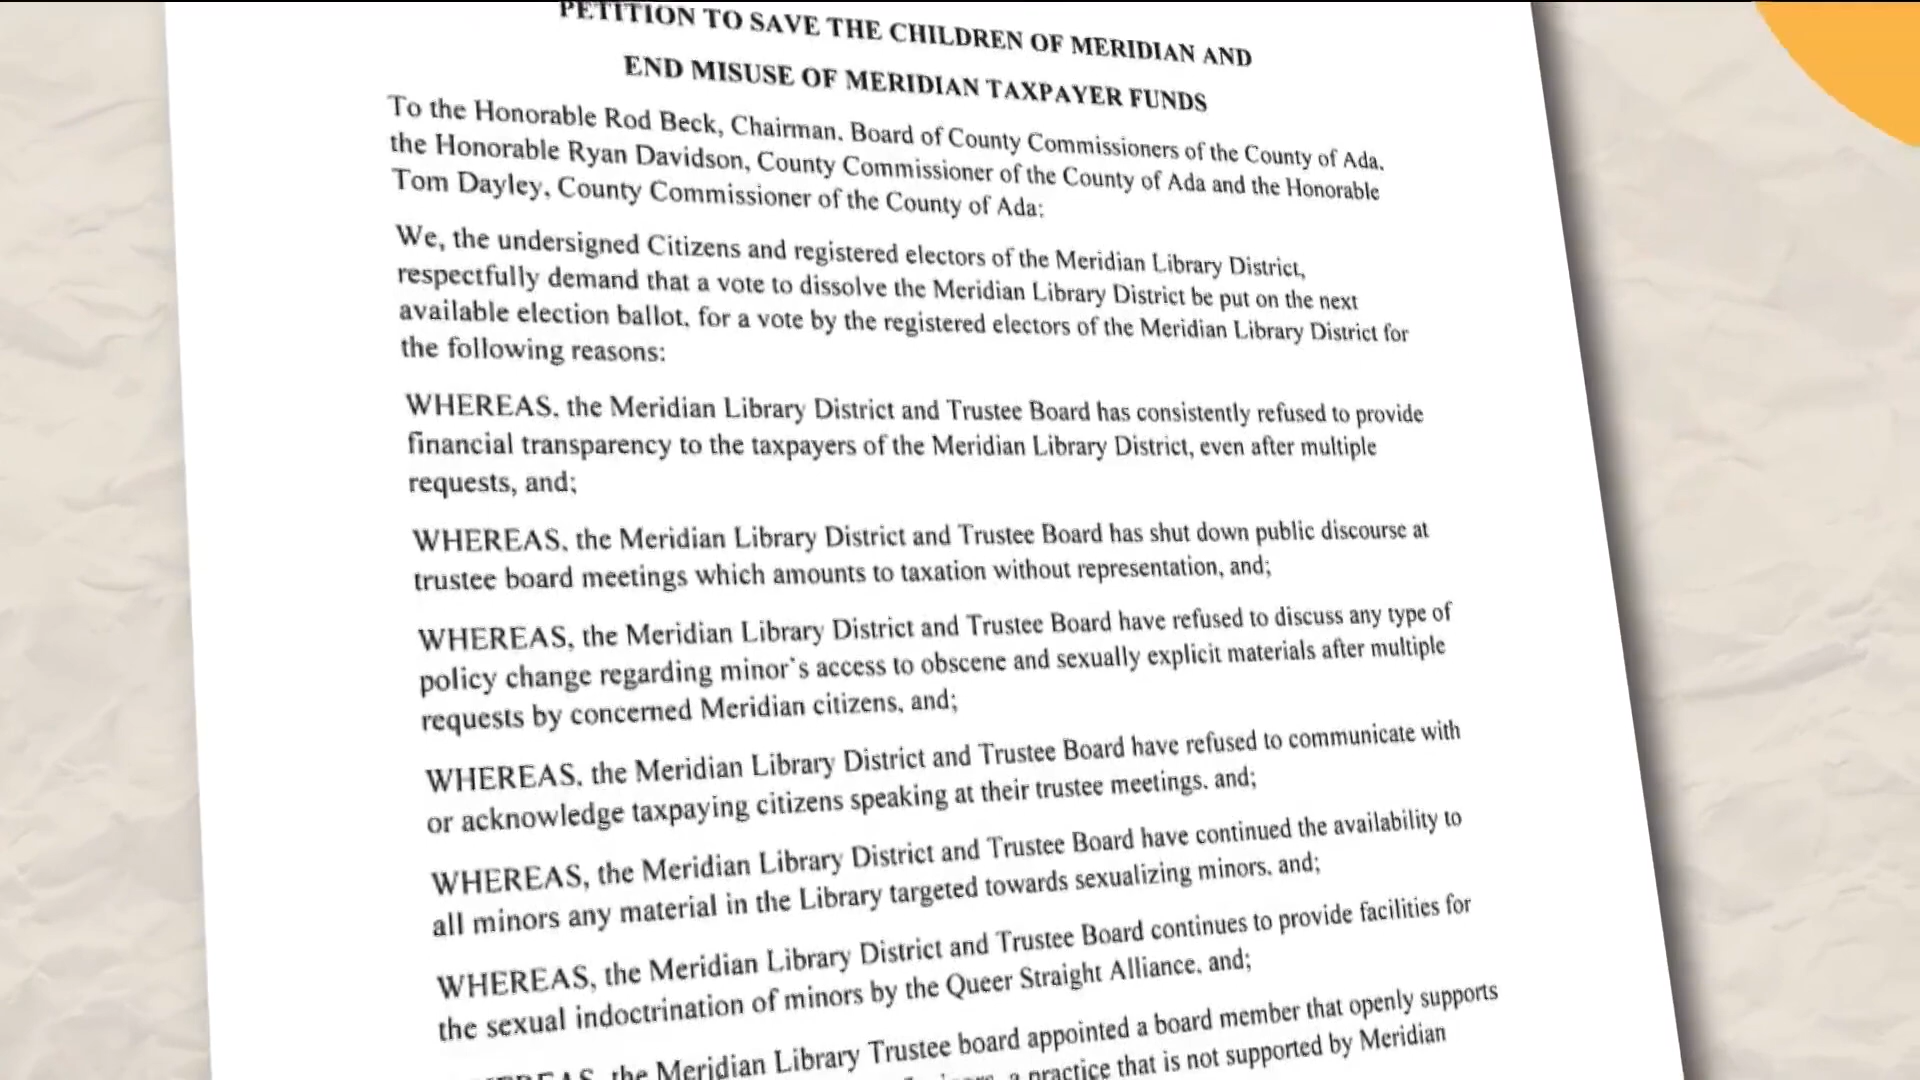 PETITION TO SAVE THE CHILDREN OF MERIDIAN AND
END MISUSE OF MERIDIAN TAXPAYER FUNDS
To the Honorable Rod Beck, Chairman. Board of County Commissioners of the County of Ada.
the Honorable Ryan Davidson, County Commissioner of the County of Ada and the Honorable
Tom Dayley, County Commissioner of the County of Ada:
We, the undersigned Citizens and registered electors of the Meridian Library District,
respectfully demand that a vote to dissolve the Meridian Library District be put on the next
available election ballot, for a vote by the registered electors of the Meridian Library District for
the following reasons:
WHEREAS, the Meridian Library District and Trustee Board has consistently refused to provide
financial transparency to the taxpayers of the Meridian Library District, even after multiple
requests, and;
WHEREAS, the Meridian Library District and Trustee Board has shut down public discourse at
trustee board meetings which amounts to taxation without representation, and;
WHEREAS, the Meridian Library District and Trustee Board have refused to discuss any type of
policy change regarding minor's access to obscene and sexually explicit materials after multiple
requests by concerned Meridian citizens, and;
WHEREAS, the Meridian Library District and Trustee Board have refused to communicate with
or acknowledge taxpaying citizens speaking at their trustee meetings. and;
WHEREAS, the Meridian Library District and Trustee Board have continued the availability to
all minors any material in the Library targeted towards sexualizing minors. and;
WHEREAS, the Meridian Library District and Trustee Board continues to provide facilities for
the sexual indoctrination of minors by the Queer Straight Alliance. and;
WHEREAS, the Meridian Library Trustee board appointed a board member that openly supports
a practice that is not supported by Meridian